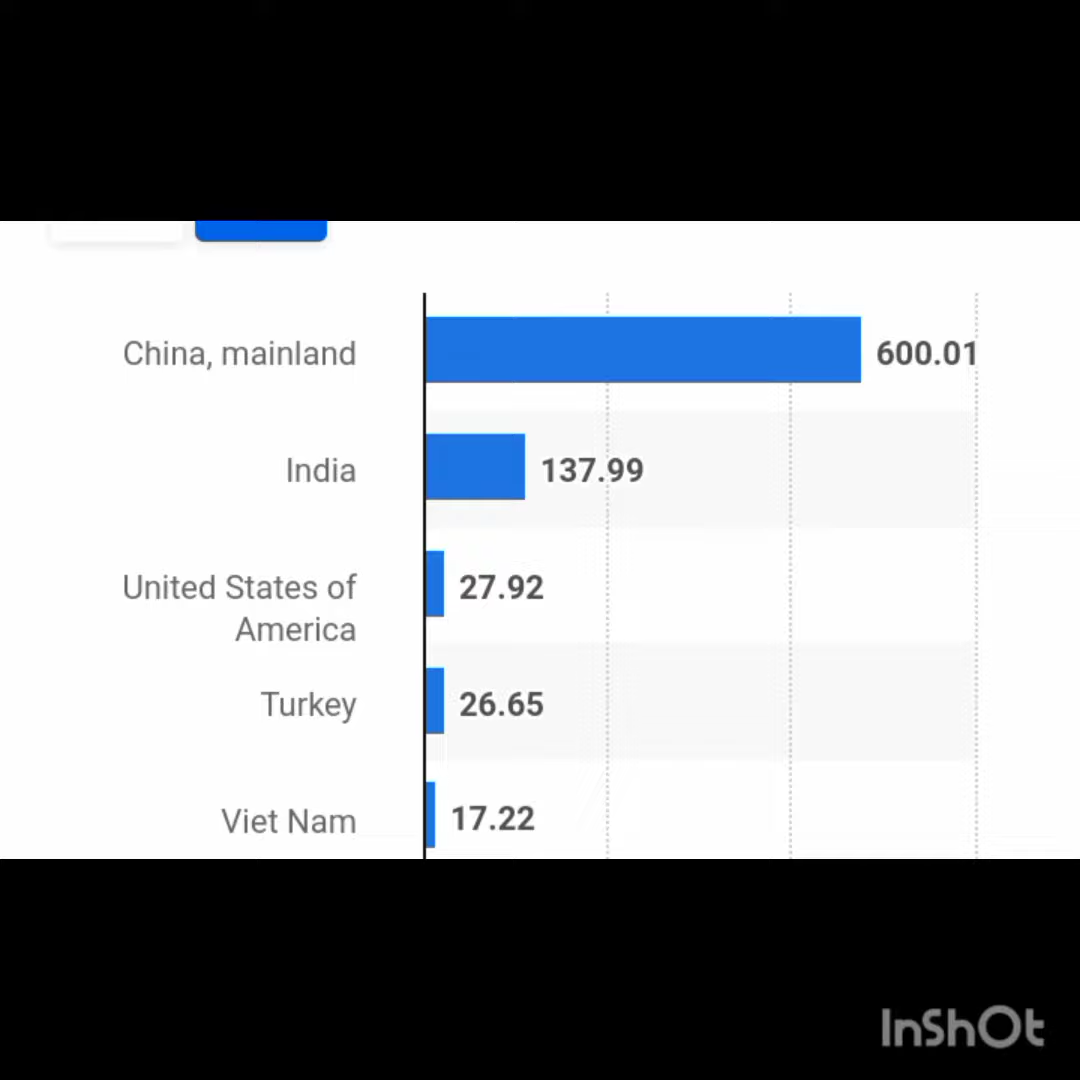 China, mainland
600.01
India
137.99
United States of
America
27.92
Turkey
26.65
Viet Nam
17.22
InShOt